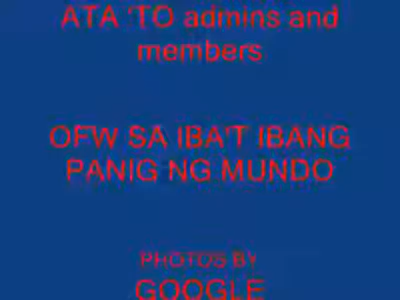 ATA 'TO admins and
members
OFW SA IBA'T IBANG
PANIG NG MUNDO
PHOTOS BY
GOOGLE